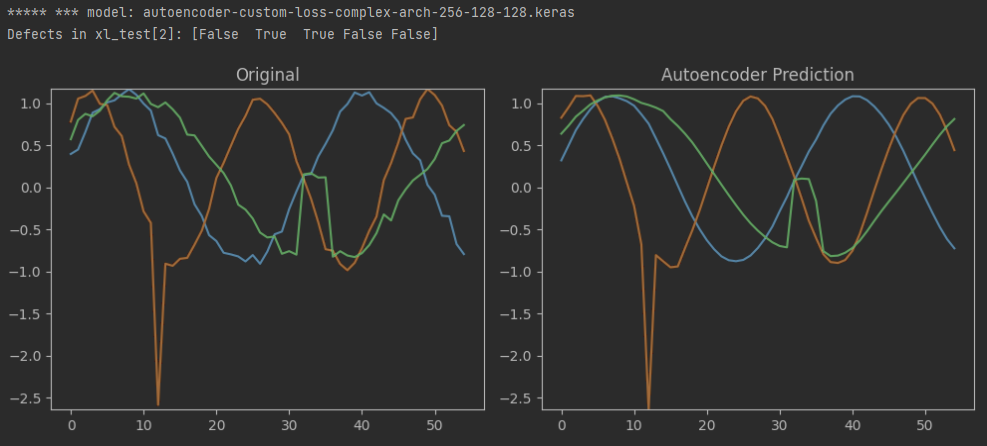 ***** *** model: autoencoder-custom-loss-complex-arch-256-128-128.keras
Defects in xl_test[2]: [False  True  True False False]
Original
Autoencoder Prediction
1.0
0.5
0.0
−0.5
−1.0
−1.5
−2.0
−2.5
0 10 20 30 40 50
1.0
0.5
0.0
−0.5
−1.0
−1.5
−2.0
−2.5
0 10 20 30 40 50